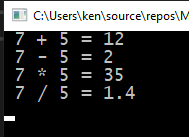 C:\Users\ken\source\repos\M
7 + 5 = 12
7 - 5 = 2
7 * 5 = 35
7 / 5 = 1.4